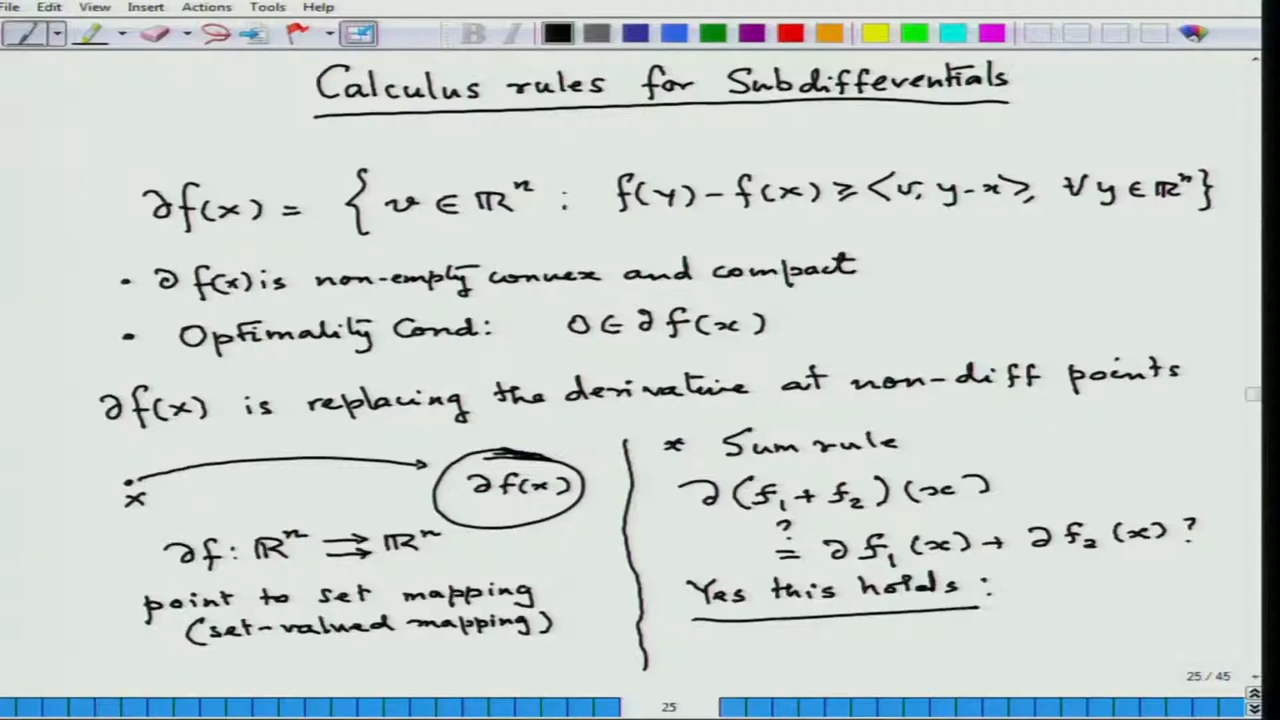 File Edit View Insert Actions Tools Help
Calculus rules for Subdifferentials
∂f(x) = { v ∈ ℝⁿ : f(y) - f(x) ≥ <v, y-x>, ∀ y ∈ ℝⁿ}
• ∂f(x) is non-empty convex and compact
• Optimality Cond: 0 ∈ ∂f(x)
∂f(x) is replacing the derivative at non-diff points
x
∂f(x)
∂f : ℝⁿ ⇉ ℝⁿ
point to set mapping
(set-valued mapping)
* Sum rule
∂(f₁ + f₂)(x)
?
= ∂f₁(x) + ∂f₂(x) ?
Yes this holds :
25 / 45
25